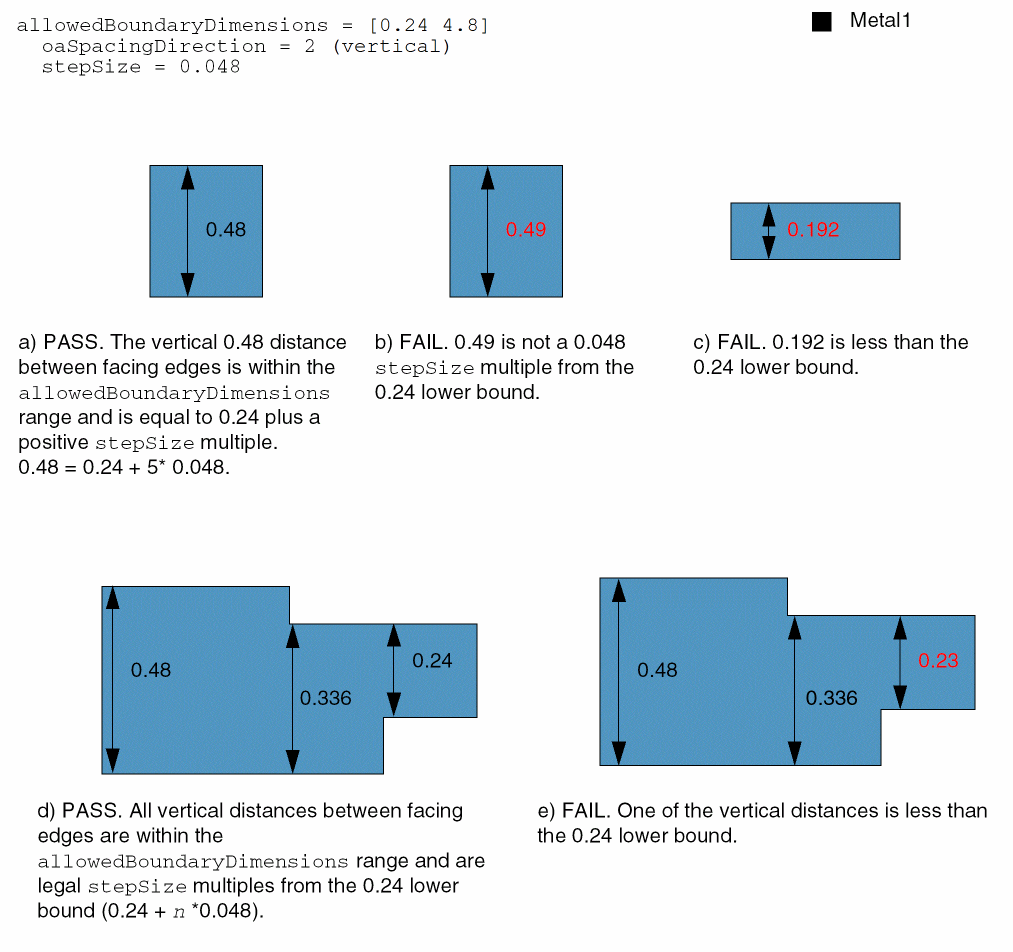 allowedBoundaryDimensions = [0.24 4.8]
oaSpacingDirection = 2 (vertical)
stepSize = 0.048
Metal1
0.48
0.49
0.192
a) PASS. The vertical 0.48 distance
between facing edges is within the
allowedBoundaryDimensions
range and is equal to 0.24 plus a
positive stepSize multiple.
0.48 = 0.24 + 5* 0.048.
b) FAIL. 0.49 is not a 0.048
stepSize multiple from the
0.24 lower bound.
c) FAIL. 0.192 is less than the
0.24 lower bound.
0.48
0.336
0.24
0.48
0.336
0.23
d) PASS. All vertical distances between facing
edges are within the
allowedBoundaryDimensions range and are
legal stepSize multiples from the 0.24 lower
bound (0.24 + n *0.048).
e) FAIL. One of the vertical distances is less than
the 0.24 lower bound.